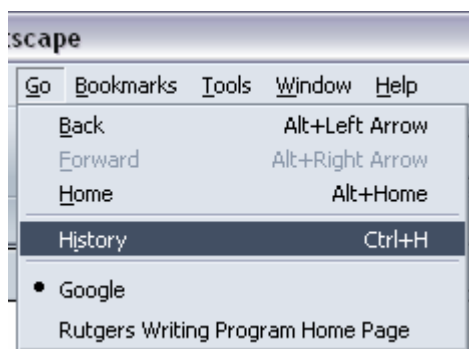 scape
Go Bookmarks Tools Window Help
Back Alt+Left Arrow
Forward Alt+Right Arrow
Home Alt+Home
History Ctrl+H
• Google
Rutgers Writing Program Home Page